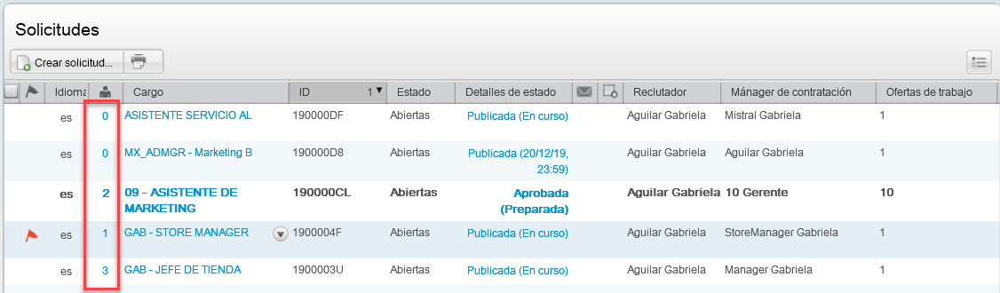 Solicitudes
Crear solicitud...
Idioma Cargo ID 1 Estado Detalles de estado Reclutador Mánager de contratación Ofertas de trabajo
es 0 ASISTENTE SERVICIO AL 190000DF Abiertas Publicada (En curso) Aguilar Gabriela Mistral Gabriela 1
es 0 MX_ADMGR - Marketing B 190000D8 Abiertas Publicada (20/12/19, Aguilar Gabriela Aguilar Gabriela 1
23:59)
es 2 09 - ASISTENTE DE 190000CL Abiertas Aprobada Aguilar Gabriela 10 Gerente 10
MARKETING (Preparada)
es 1 GAB - STORE MANAGER 1900004F Abiertas Publicada (En curso) Aguilar Gabriela StoreManager Gabriela 1
es 3 GAB - JEFE DE TIENDA 1900003U Abiertas Publicada (En curso) Aguilar Gabriela Manager Gabriela 1